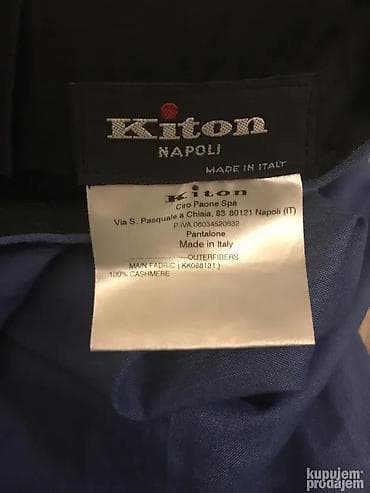 Kiton
NAPOLI
MADE IN ITALY
Kiton
Ciro Paone Spa
Via S. Pasquale a Chiaia, 83 80121 Napoli (IT)
P.IVA 06034520632
Pantalone
Made in Italy
OUTERFIBERS
MAIN FABRIC ( KK068131 )
100% CASHMERE
kupujem
prodajem